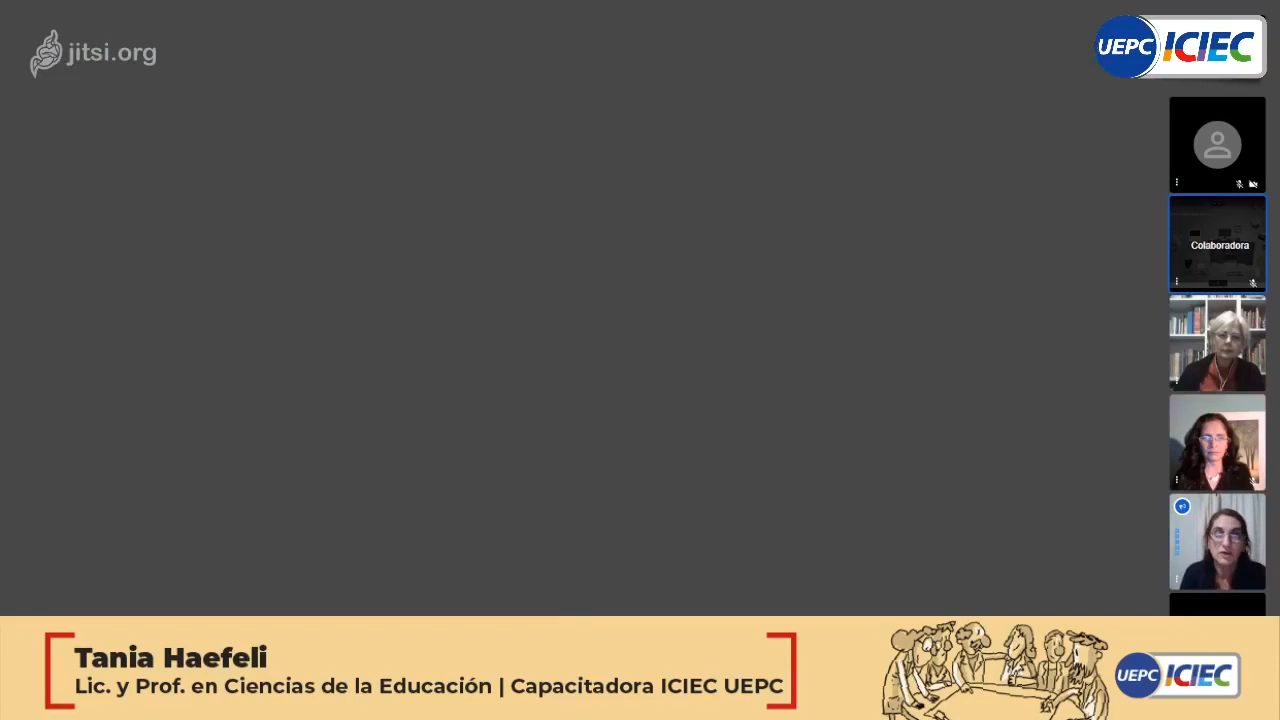 jitsi.org
UEPC ICIEC
Colaboradora
Tania Haefeli
Lic. y Prof. en Ciencias de la Educación | Capacitadora ICIEC UEPC
UEPC ICIEC